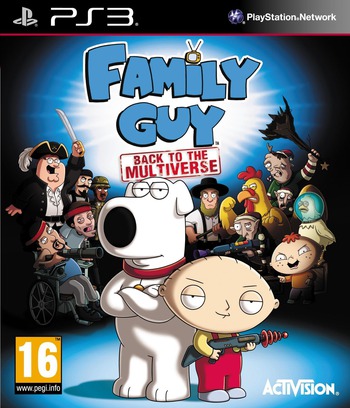 PS3
PlayStation®Network
FAMILY
GUY
BACK TO THE
MULTIVERSE
16
www.pegi.info
ACTIVISION